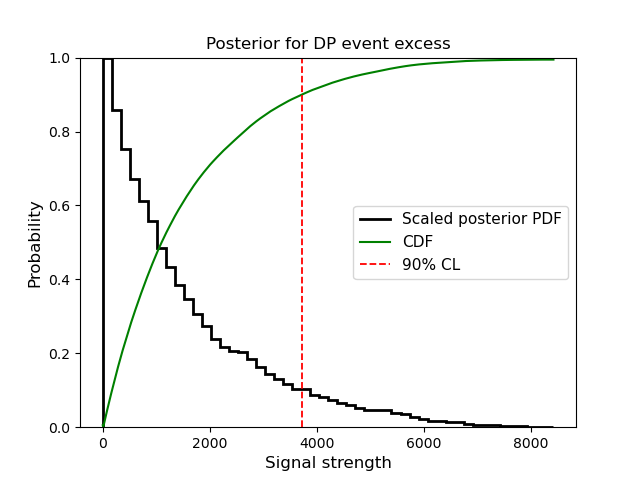 Posterior for DP event excess
1.0
0.8
0.6
0.4
0.2
0.0
Probability
Scaled posterior PDF
CDF
90% CL
0 2000 4000 6000 8000
Signal strength